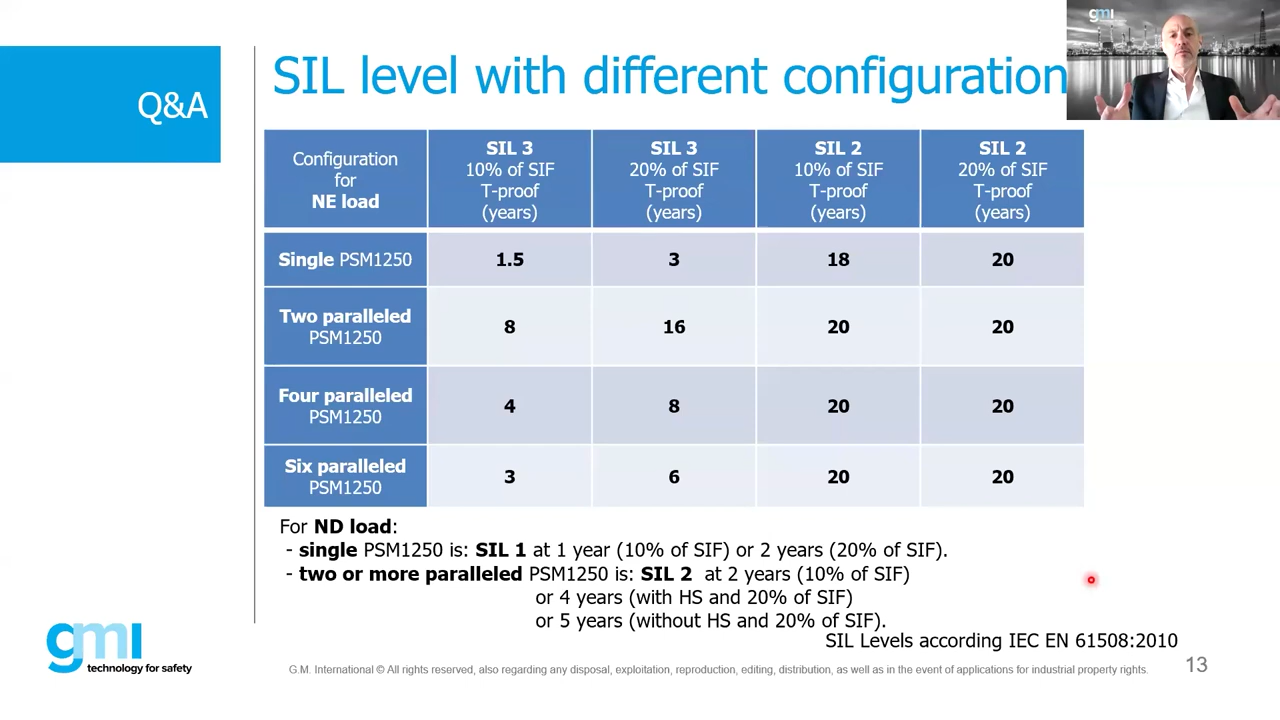 Q&A
SIL level with different configuration
gmi
Configuration
for
NE load
SIL 3
10% of SIF
T-proof
(years)
SIL 3
20% of SIF
T-proof
(years)
SIL 2
10% of SIF
T-proof
(years)
SIL 2
20% of SIF
T-proof
(years)
Single PSM1250
1.5
3
18
20
Two paralleled
PSM1250
8
16
20
20
Four paralleled
PSM1250
4
8
20
20
Six paralleled
PSM1250
3
6
20
20
For ND load:
- single PSM1250 is: SIL 1 at 1 year (10% of SIF) or 2 years (20% of SIF).
- two or more paralleled PSM1250 is: SIL 2 at 2 years (10% of SIF)
or 4 years (with HS and 20% of SIF)
or 5 years (without HS and 20% of SIF).
SIL Levels according IEC EN 61508:2010
gmi
technology for safety
G.M. International © All rights reserved, also regarding any disposal, exploitation, reproduction, editing, distribution, as well as in the event of applications for industrial property rights.
13